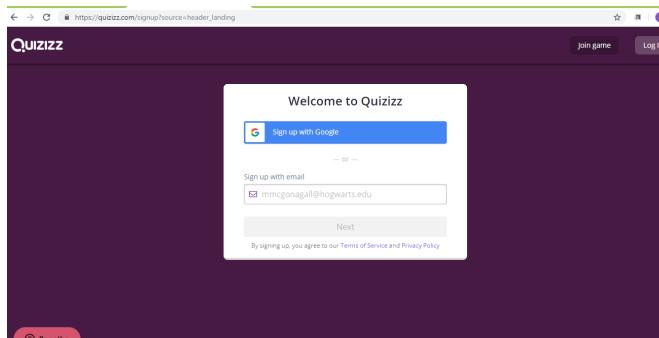 https://quizizz.com/signup?source=header_landing
Quizizz
Join game
Log
Welcome to Quizizz
Sign up with Google
— or —
Sign up with email
mmcgonagall@hogwarts.edu
Next
By signing up, you agree to our Terms of Service and Privacy Policy